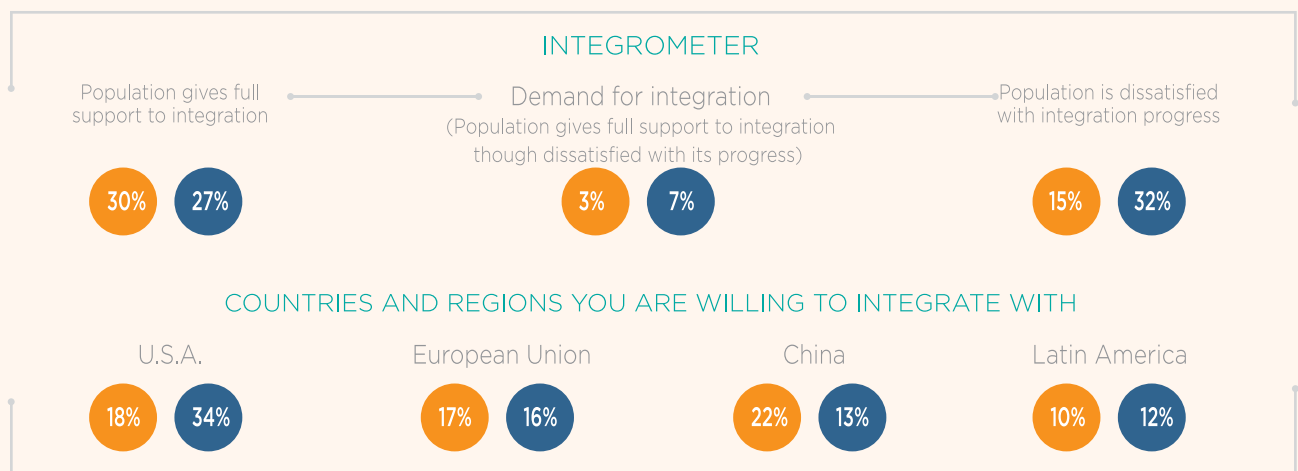 INTEGROMETER
Population gives full
support to integration
Demand for integration
(Population gives full support to integration
though dissatisfied with its progress)
Population is dissatisfied
with integration progress
30% 27% 3% 7% 15% 32%
COUNTRIES AND REGIONS YOU ARE WILLING TO INTEGRATE WITH
U.S.A. European Union China Latin America
18% 34% 17% 16% 22% 13% 10% 12%